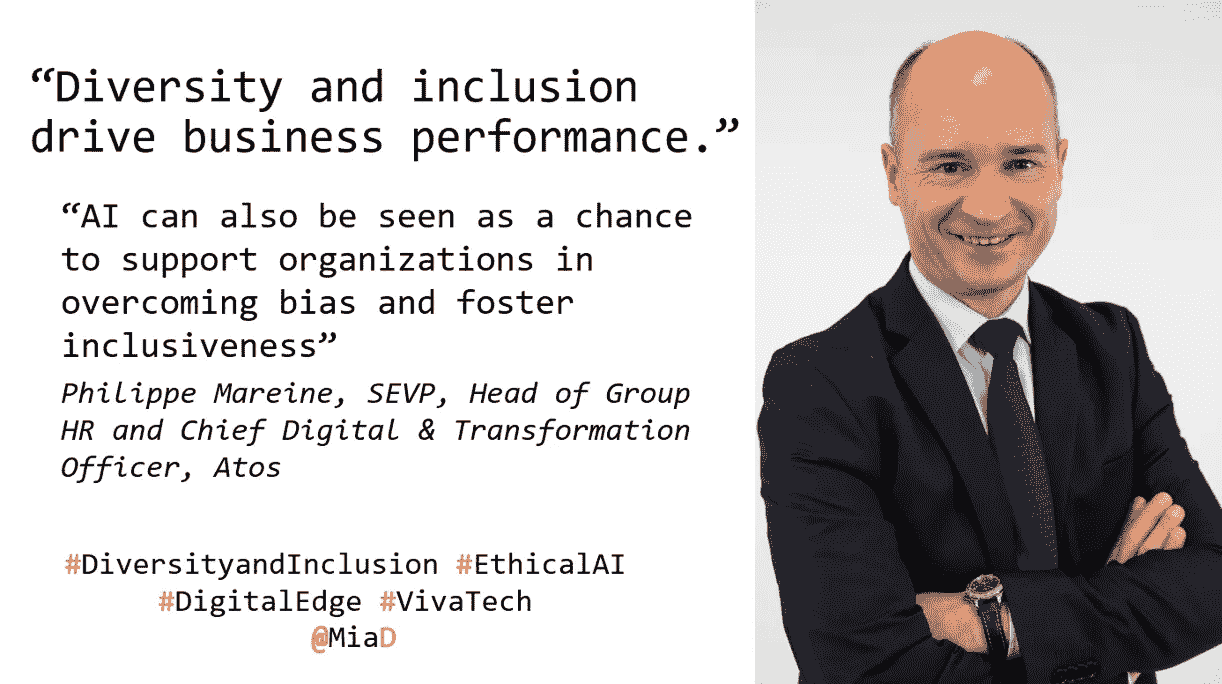 “Diversity and inclusion
drive business performance.”
“AI can also be seen as a chance
to support organizations in
overcoming bias and foster
inclusiveness”
Philippe Mareine, SEVP, Head of Group
HR and Chief Digital & Transformation
Officer, Atos
#DiversityandInclusion #EthicalAI
#DigitalEdge #VivaTech
@MiaD